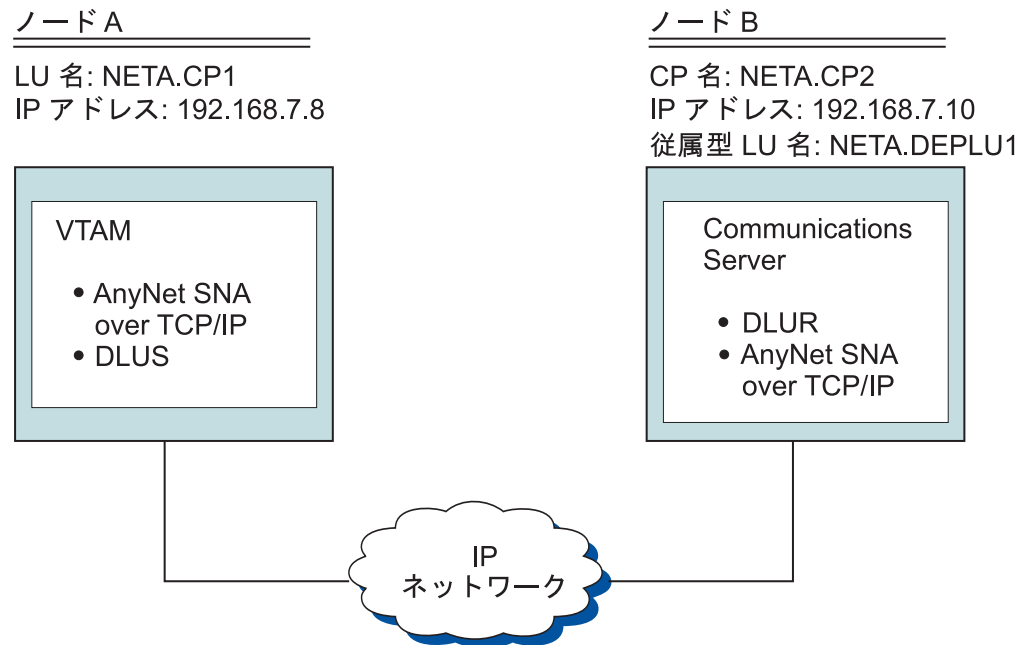 ノード A
LU 名: NETA.CP1
IP アドレス: 192.168.7.8
VTAM
• AnyNet SNA
over TCP/IP
• DLUS
ノード B
CP 名: NETA.CP2
IP アドレス: 192.168.7.10
従属型 LU 名: NETA.DEPLU1
Communications
Server
• DLUR
• AnyNet SNA
over TCP/IP
IP
ネットワーク